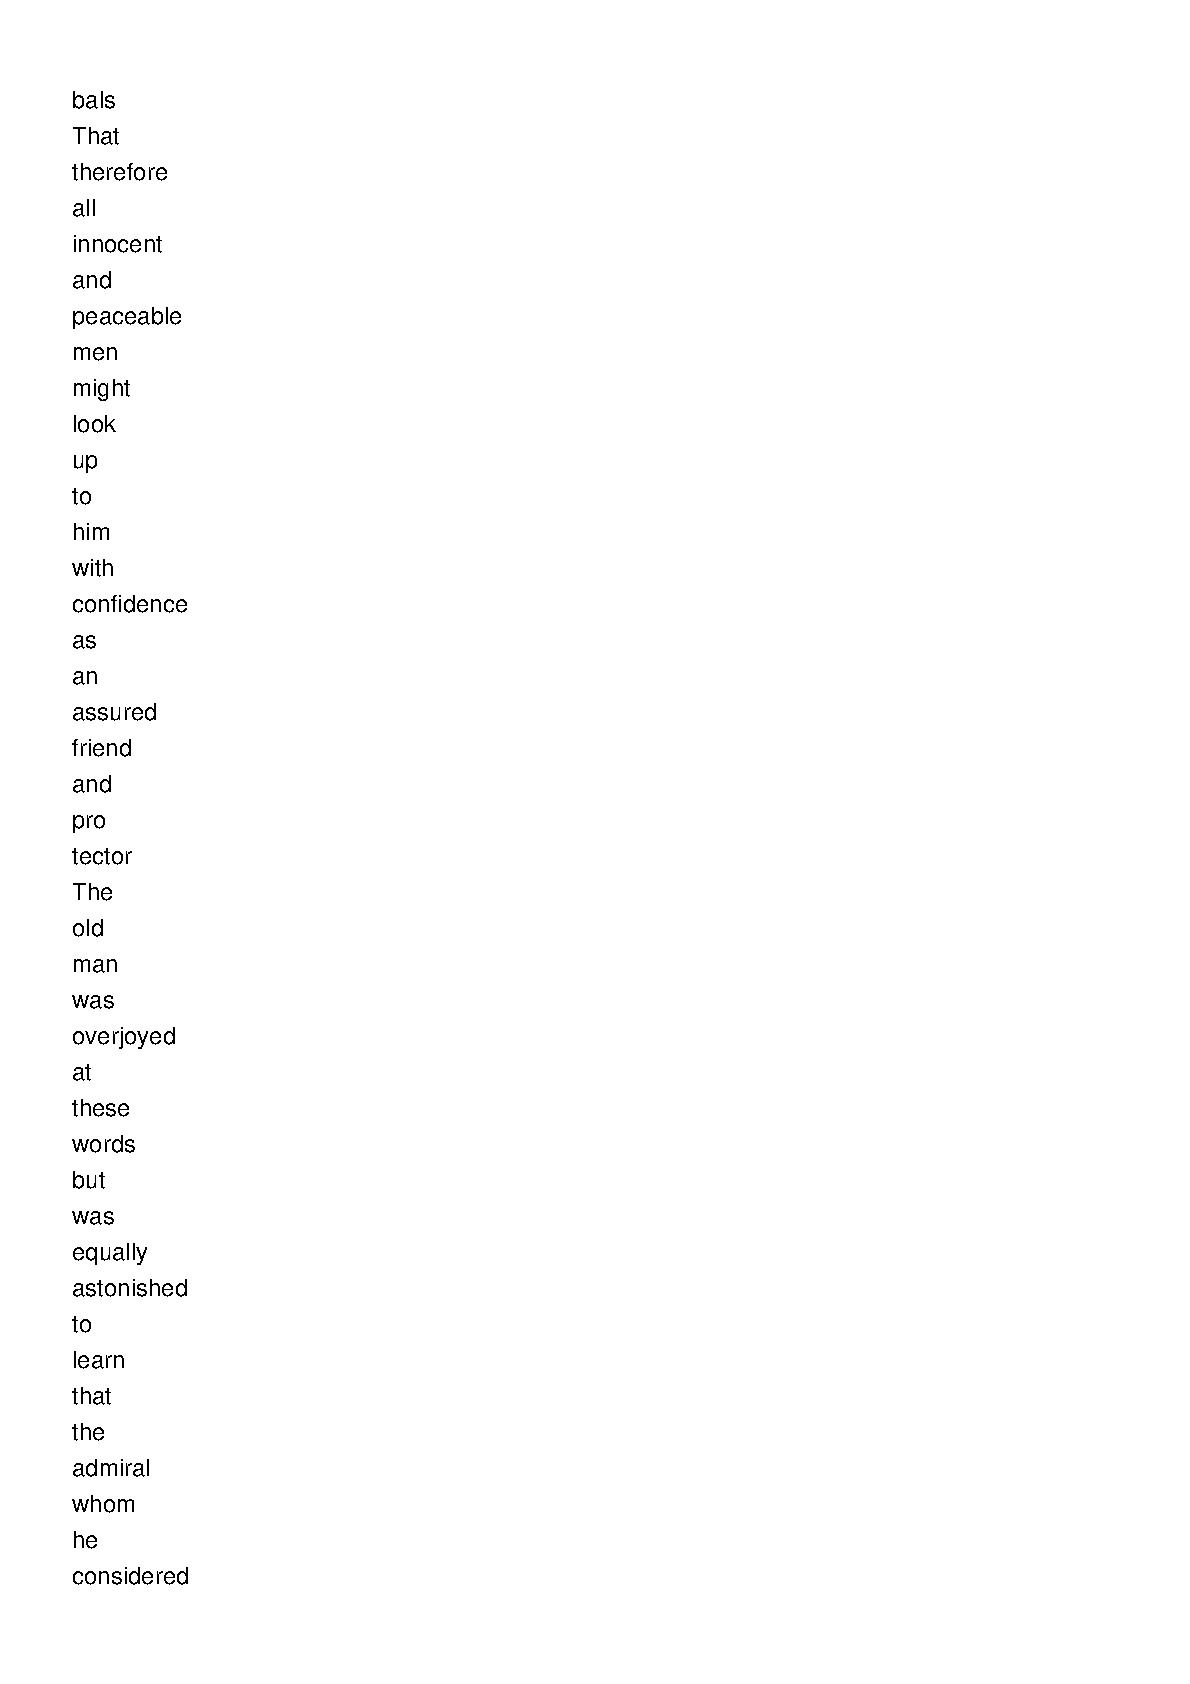 bals
That
therefore
all
innocent
and
peaceable
men
might
look
up
to
him
with
confidence
as
an
assured
friend
and
pro
tector
The
old
man
was
overjoyed
at
these
words
but
was
equally
astonished
to
learn
that
the
admiral
whom
he
considered